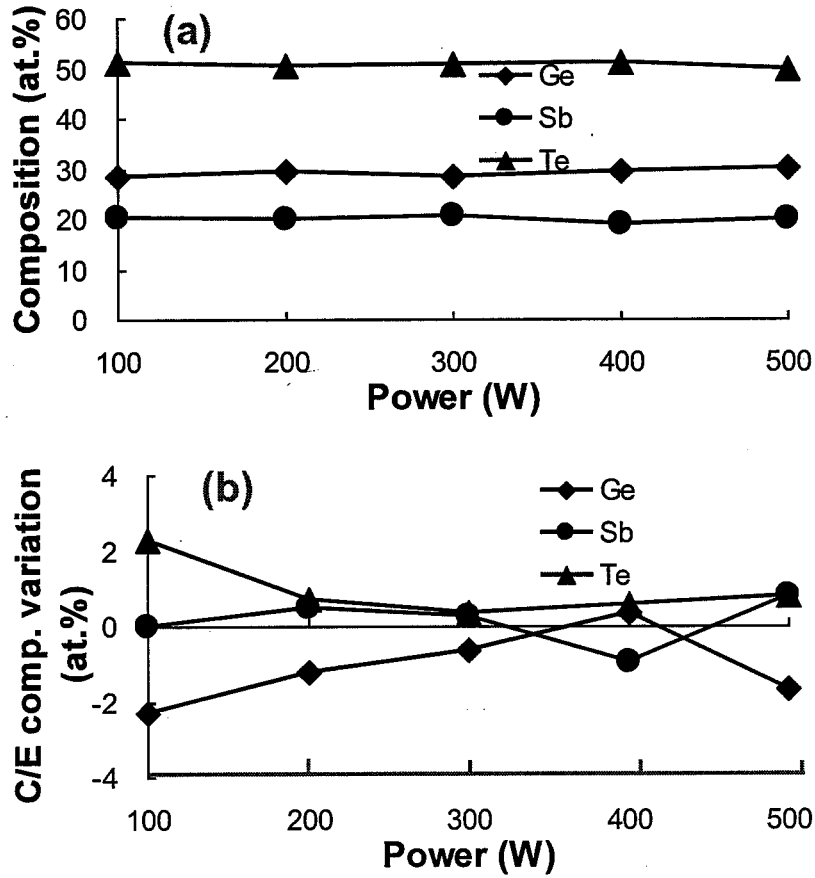 (a)
Composition (at.%)
60
50
40
30
20
10
0
Ge
Sb
Te
100 200 300 400 500
Power (W)
(b)
C/E comp. variation
(at.%)
4
2
0
-2
-4
Ge
Sb
Te
100 200 300 400 500
Power (W)